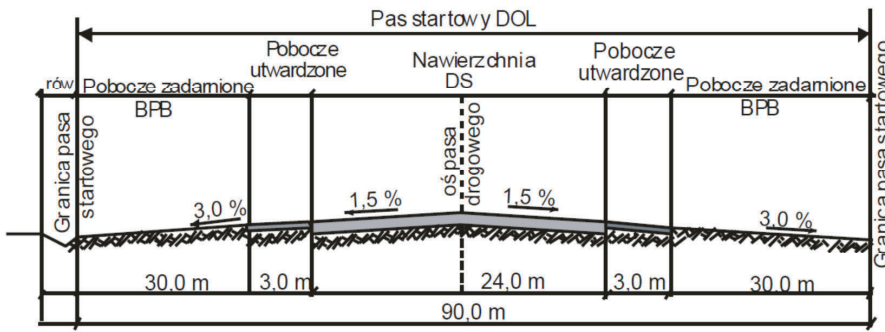 Pas startowy DOL
Pobocze
utwardzone
Nawierzchnia
DS
Pobocze
utwardzone
rów
Pobocze zadarnione
BPB
Pobocze zadarnione
BPB
Granica pasa
startowego
oś pasa
drogowego
Granica pasa startowego
3,0 %
1,5 %
1,5 %
3,0 %
30,0 m
3,0 m
24,0 m
3,0 m
30,0 m
90,0 m